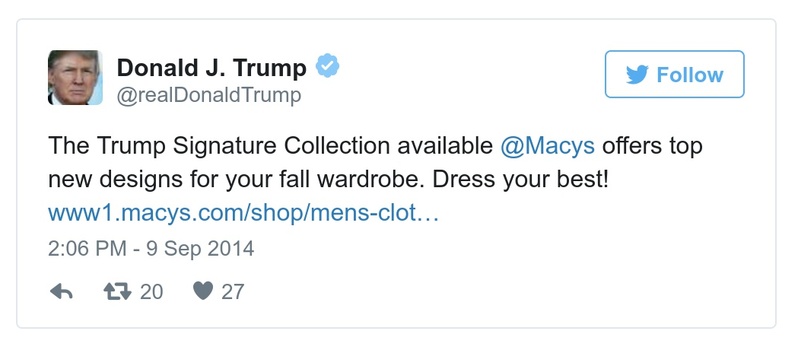 Donald J. Trump
@realDonaldTrump
Follow
The Trump Signature Collection available @Macys offers top
new designs for your fall wardrobe. Dress your best!
www1.macys.com/shop/mens-clot…
2:06 PM - 9 Sep 2014
20 27